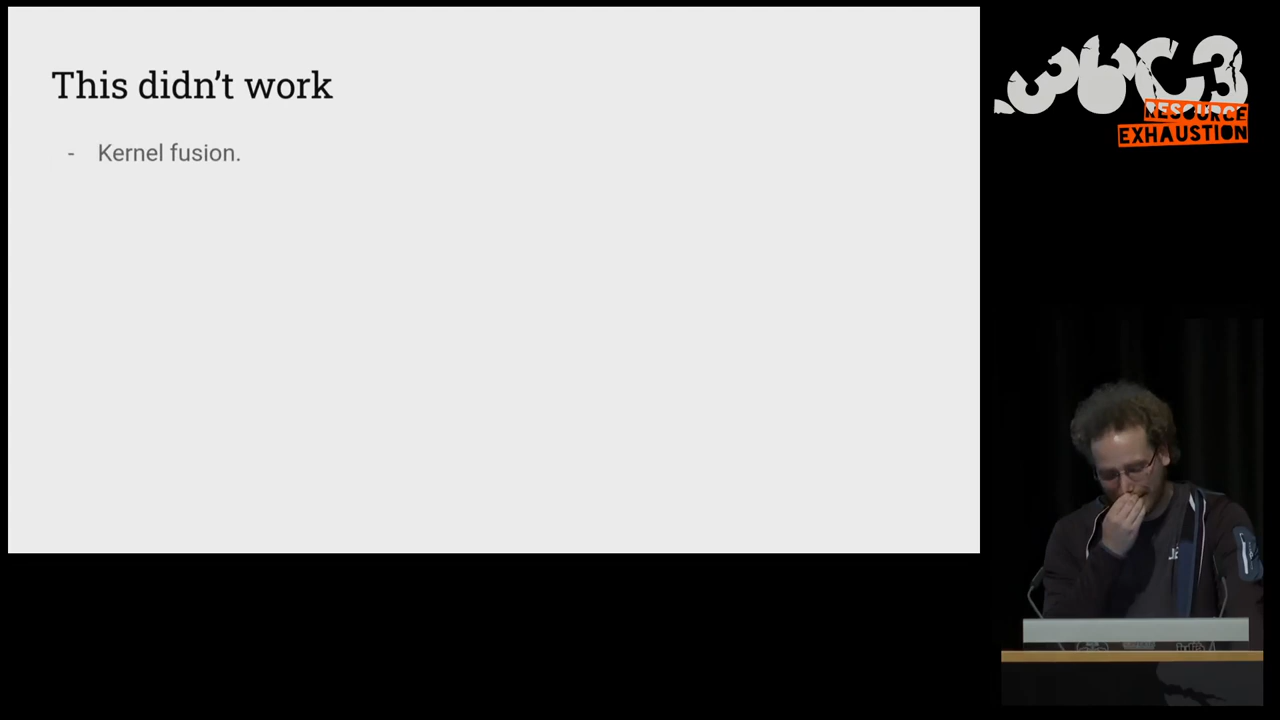 This didn’t work
- Kernel fusion.
36C3
RESOURCE
EXHAUSTION